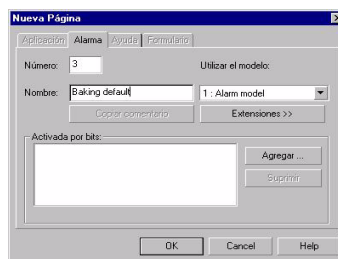 Nueva Página
Aplicación Alarma Ayuda Formulario
Número: 3 Utilizar el modelo:
Nombre: Baking default 1 : Alarm model
Copiar comentario Extensiones >>
Activada por bits:
Agregar ...
Suprimir
OK Cancel Help